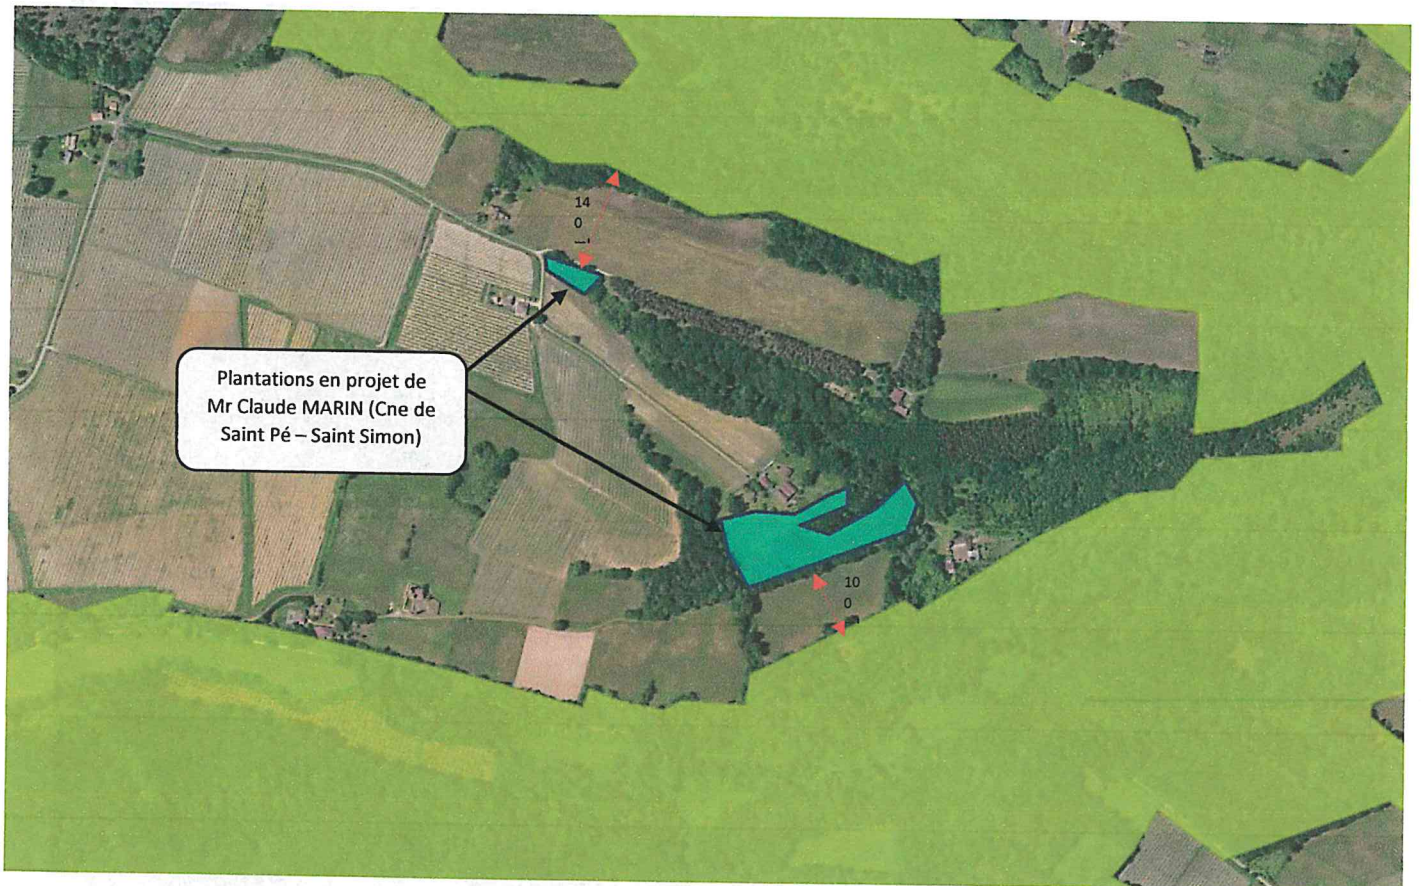 14
0
Plantations en projet de
Mr Claude MARIN (Cne de
Saint Pé – Saint Simon)
10
0